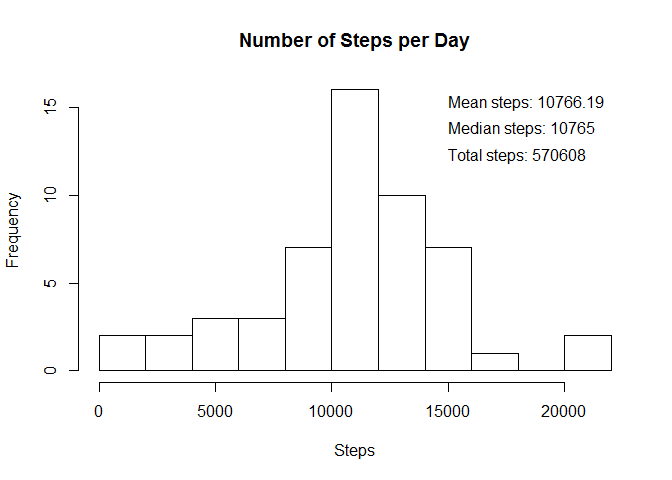 Number of Steps per Day
Mean steps: 10766.19
Median steps: 10765
Total steps: 570608
15
10
5
0
Frequency
0 5000 10000 15000 20000
Steps